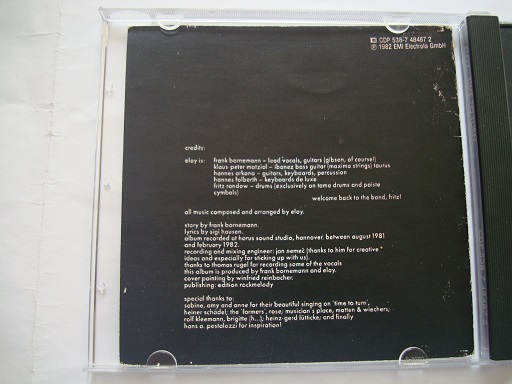 CDP 538-7 48487 2
℗ 1982 EMI Electrola GmbH
credits:
eloy is: frank bornemann – lead vocals, guitars (gibson, of course!)
klaus-peter matziol – ibanez bass guitar (maxima strings) taurus
hannes arkona – guitars, keyboards, percussion
hannes folberth – keyboards de luxe
fritz randow – drums (exclusively on tama drums and paiste
cymbals)
welcome back to the band, fritz!
all music composed and arranged by eloy.
story by frank bornemann.
lyrics by sigi hausen.
album recorded at horus sound studio, hannover. between august 1981
and february 1982.
recording and mixing engineer: jan nemec (thanks to him for creative
ideas and especially for sticking up with us).
thanks to thomas rugel for recording some of the vocals
this album is produced by frank bornemann and eloy.
cover painting by winfried reinbacher.
publishing: edition rockmelody
special thanks to:
sabine, amy and anne for their beautiful singing on 'time to turn',
heiner schädel; the 'farmers', rose; musician's place, matten & wiechers;
rolf kleemann, brigitte (h...), heinz-gerd lütticke; and finally
hans a. pestalozzi for inspiration!